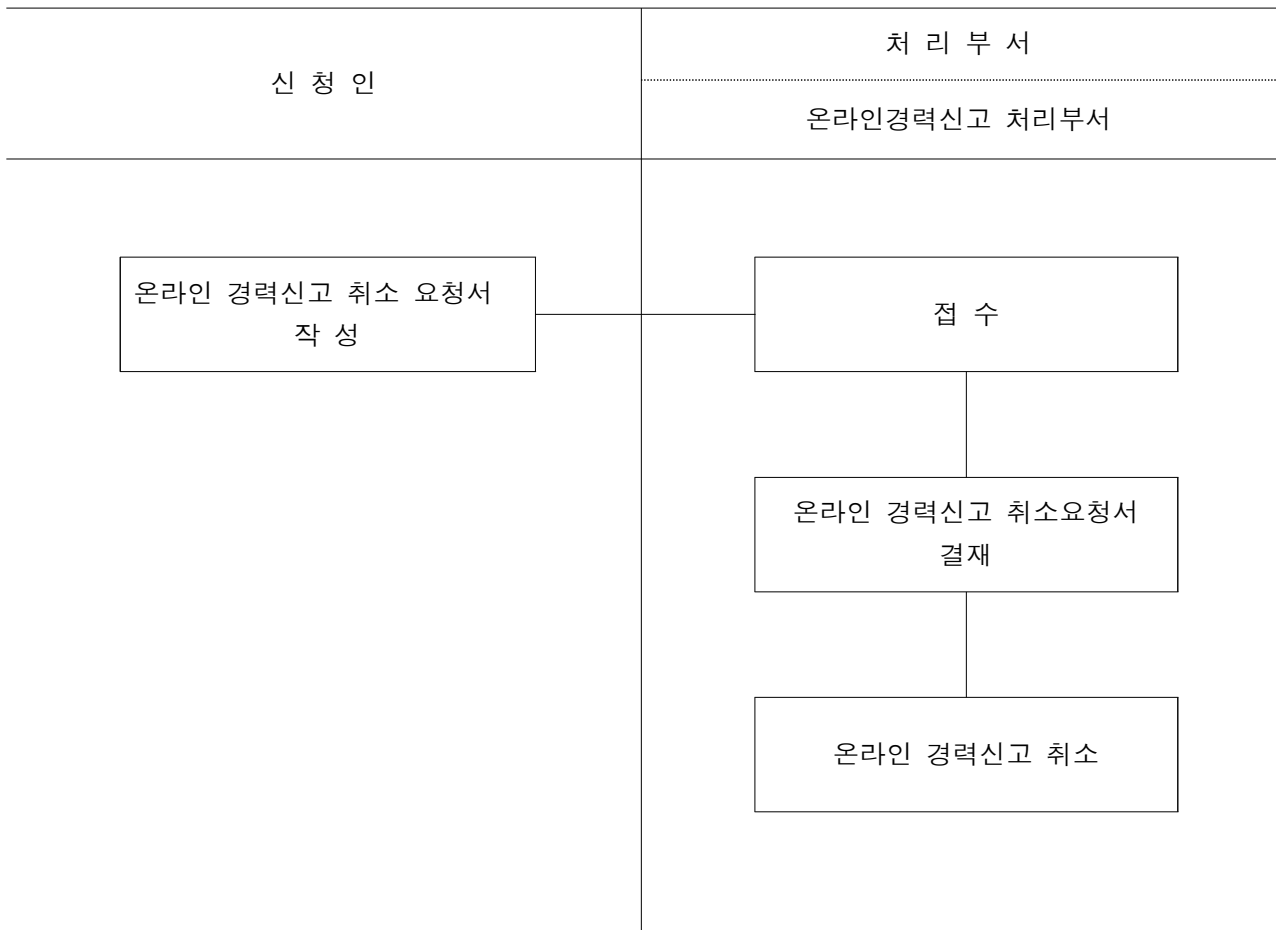 신 청 인
처 리 부 서
온라인경력신고 처리부서
온라인 경력신고 취소 요청서
작 성
접 수
온라인 경력신고 취소요청서
결재
온라인 경력신고 취소